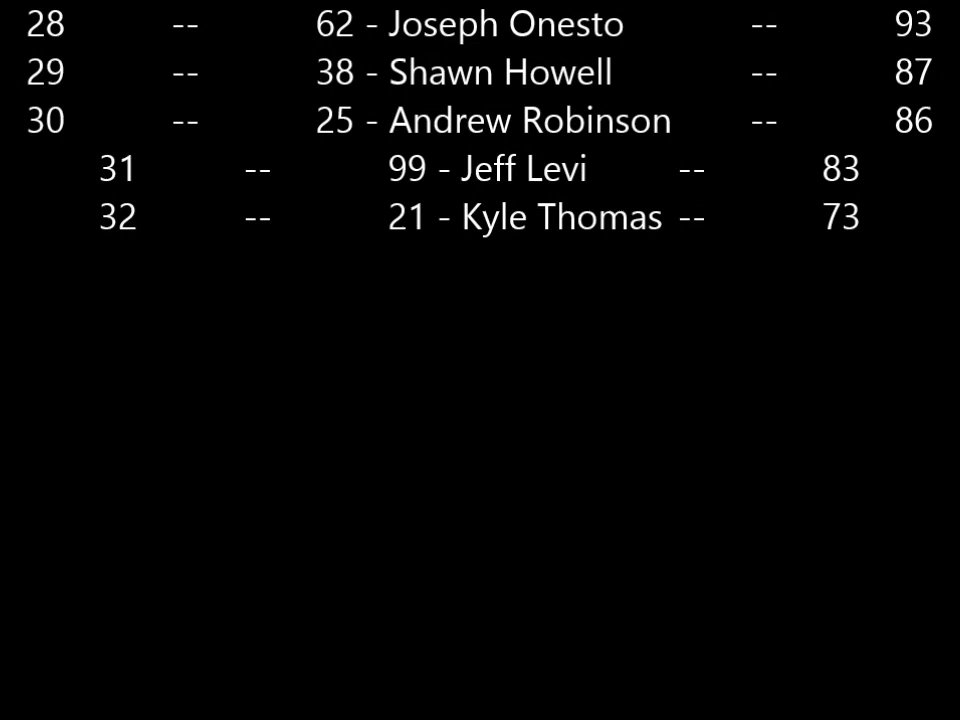 28 -- 62 - Joseph Onesto -- 93
29 -- 38 - Shawn Howell -- 87
30 -- 25 - Andrew Robinson -- 86
31 -- 99 - Jeff Levi -- 83
32 -- 21 - Kyle Thomas -- 73